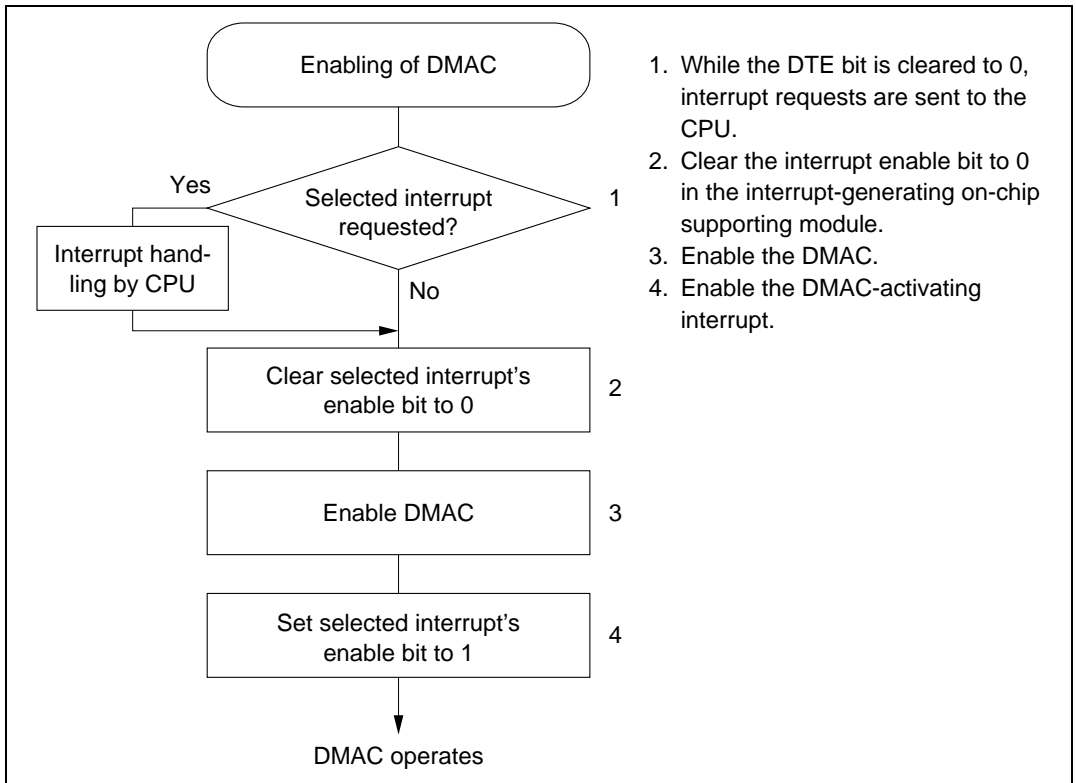 Enabling of DMAC
Yes
Selected interrupt
requested?
1
Interrupt hand-
ling by CPU
No
Clear selected interrupt's
enable bit to 0
2
Enable DMAC
3
Set selected interrupt's
enable bit to 1
4
DMAC operates
1. While the DTE bit is cleared to 0,
interrupt requests are sent to the
CPU.
2. Clear the interrupt enable bit to 0
in the interrupt-generating on-chip
supporting module.
3. Enable the DMAC.
4. Enable the DMAC-activating
interrupt.